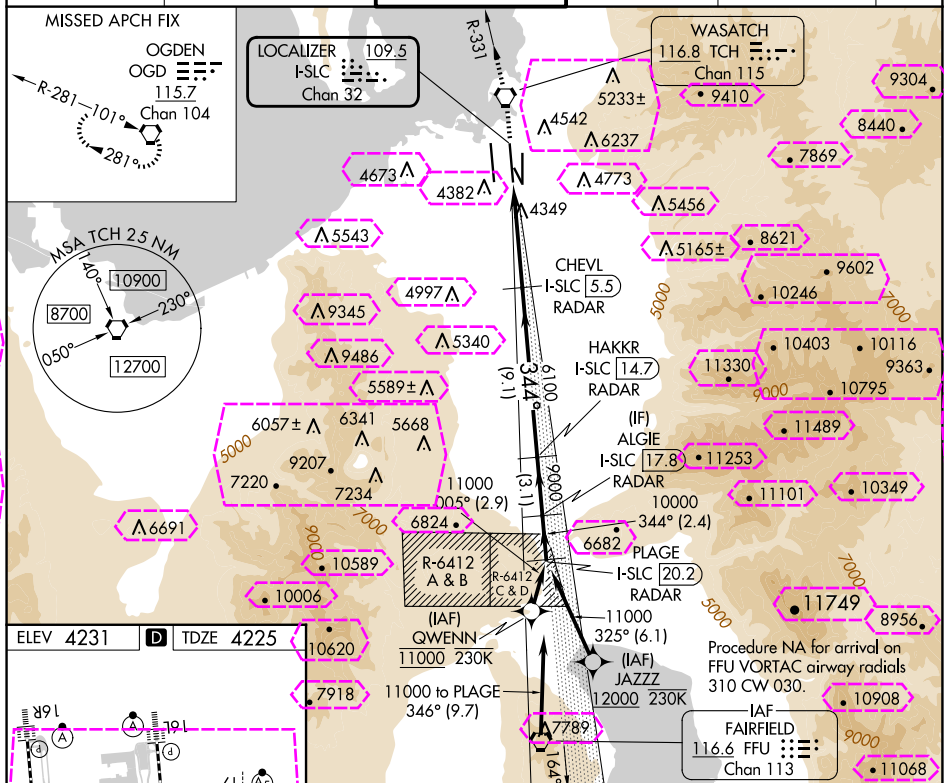 MISSED APCH FIX
OGDEN
OGD
115.7
Chan 104
R-281
101°
281°
LOCALIZER 109.5
I-SLC
Chan 32
R-331
WASATCH
116.8 TCH
Chan 115
5233±
4542
6237
9410
9304
8440
7869
4673
4382
4773
5456
4349
5543
5165±
8621
MSA TCH 25 NM
140°
10900
8700
230°
050°
12700
CHEVL
I-SLC 5.5
RADAR
5000
9602
10246
7000
4997
9345
5340
9486
5589±
HAKKR
I-SLC 14.7
RADAR
344°
6100
(9.1)
11330
10403
10116
9363
10795
9000
6057±
6341
5668
5000
9207
7220
7234
(IF)
ALGIE
I-SLC 17.8
RADAR
11489
11253
9000
(3.1)
11000
005° (2.9)
10000
344° (2.4)
11101
10349
6691
7000
9000
6824
6682
R-6412
A & B
R-6412
C & D
PLAGE
I-SLC 20.2
RADAR
10589
10006
7000
5000
11749
8956
(IAF)
QWENN
11000 230K
11000
325° (6.1)
(IAF)
JAZZZ
12000 230K
ELEV 4231
D
TDZE 4225
10620
7918
11000 to PLAGE
346° (9.7)
Procedure NA for arrival on
FFU VORTAC airway radials
310 CW 030.
10908
9000
7789
164°
IAF
FAIRFIELD
116.6 FFU
Chan 113
11068
16R
A
P
A
16L
P